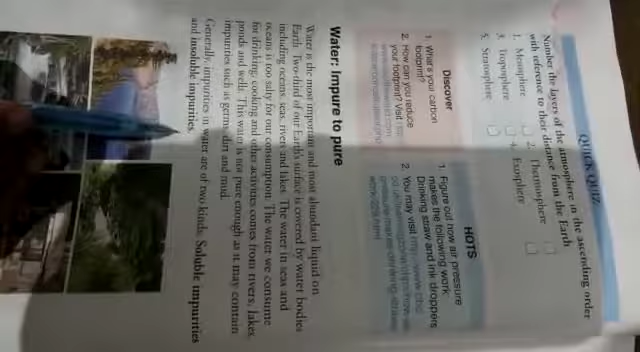 QUICK QUIZ
Number the layers of the atmosphere in the ascending order
with reference to their distance from the Earth
1. Mesosphere
2. Thermosphere
3. Troposphere
4. Exosphere
5. Stratosphere
Discover
1. What's your carbon
footprint?
2. How can you reduce
your footprint? Visit
HOTS
1. Figure out how air pressure
makes the following work:
Drinking straw and ink droppers
2. You may visit
Water: Impure to pure
Water is the most important and most abundant liquid on
Earth. Two-third of our Earth's surface is covered by water bodies
including oceans, seas, rivers and lakes. The water in seas and
oceans is too salty for our consumption. The water we consume
for drinking, cooking and other activities comes from rivers, lakes,
ponds and wells. This water is not pure enough as it may contain
impurities such as germs, dirt and mud.
Generally, impurities in water are of two kinds: Soluble impurities
and insoluble impurities.